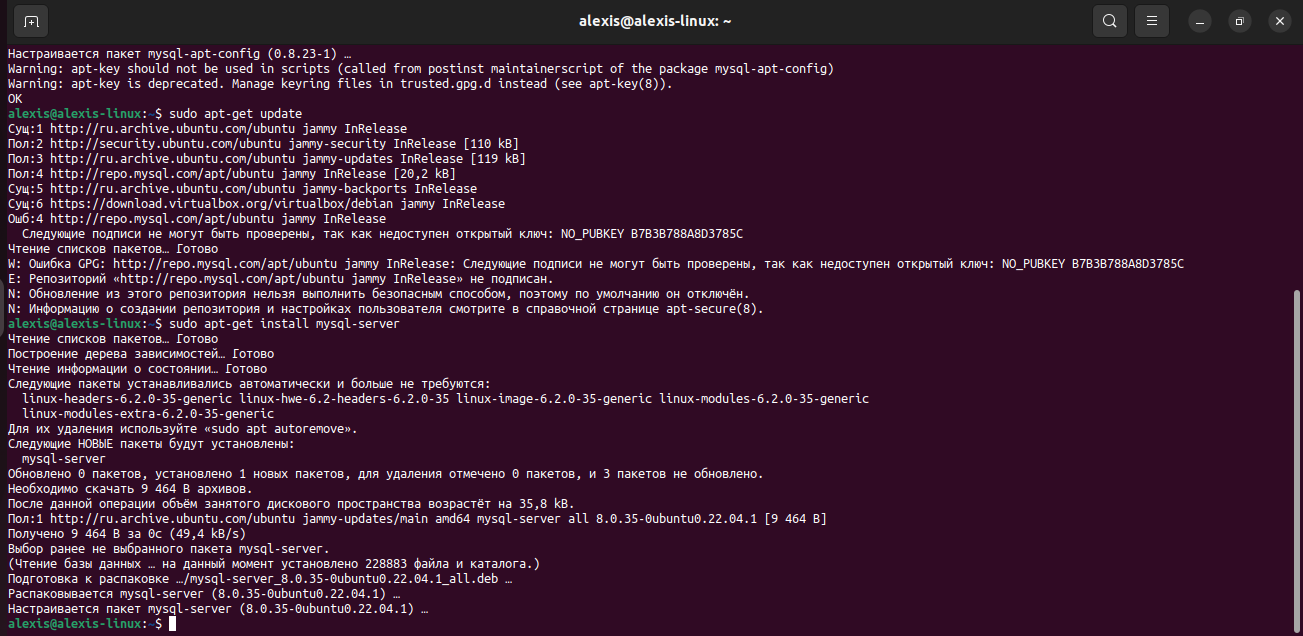 alexis@alexis-linux: ~
Настраивается пакет mysql-apt-config (0.8.23-1) …
Warning: apt-key should not be used in scripts (called from postinst maintainerscript of the package mysql-apt-config)
Warning: apt-key is deprecated. Manage keyring files in trusted.gpg.d instead (see apt-key(8)).
OK
alexis@alexis-linux:~$ sudo apt-get update
Сущ:1 http://ru.archive.ubuntu.com/ubuntu jammy InRelease
Пол:2 http://security.ubuntu.com/ubuntu jammy-security InRelease [110 kB]
Пол:3 http://ru.archive.ubuntu.com/ubuntu jammy-updates InRelease [119 kB]
Пол:4 http://repo.mysql.com/apt/ubuntu jammy InRelease [20,2 kB]
Сущ:5 http://ru.archive.ubuntu.com/ubuntu jammy-backports InRelease
Сущ:6 https://download.virtualbox.org/virtualbox/debian jammy InRelease
Ошб:4 http://repo.mysql.com/apt/ubuntu jammy InRelease
  Следующие подписи не могут быть проверены, так как недоступен открытый ключ: NO_PUBKEY B7B3B788A8D3785C
Чтение списков пакетов… Готово
W: Ошибка GPG: http://repo.mysql.com/apt/ubuntu jammy InRelease: Следующие подписи не могут быть проверены, так как недоступен открытый ключ: NO_PUBKEY B7B3B788A8D3785C
E: Репозиторий «http://repo.mysql.com/apt/ubuntu jammy InRelease» не подписан.
N: Обновление из этого репозитория нельзя выполнить безопасным способом, поэтому по умолчанию он отключён.
N: Информацию о создании репозитория и настройках пользователя смотрите в справочной странице apt-secure(8).
alexis@alexis-linux:~$ sudo apt-get install mysql-server
Чтение списков пакетов… Готово
Построение дерева зависимостей… Готово
Чтение информации о состоянии… Готово
Следующие пакеты устанавливались автоматически и больше не требуются:
  linux-headers-6.2.0-35-generic linux-hwe-6.2-headers-6.2.0-35 linux-image-6.2.0-35-generic linux-modules-6.2.0-35-generic
  linux-modules-extra-6.2.0-35-generic
Для их удаления используйте «sudo apt autoremove».
Следующие НОВЫЕ пакеты будут установлены:
  mysql-server
Обновлено 0 пакетов, установлено 1 новых пакетов, для удаления отмечено 0 пакетов, и 3 пакетов не обновлено.
Необходимо скачать 9 464 B архивов.
После данной операции объём занятого дискового пространства возрастёт на 35,8 kB.
Пол:1 http://ru.archive.ubuntu.com/ubuntu jammy-updates/main amd64 mysql-server all 8.0.35-0ubuntu0.22.04.1 [9 464 B]
Получено 9 464 B за 0с (49,4 kB/s)
Выбор ранее не выбранного пакета mysql-server.
(Чтение базы данных … на данный момент установлено 228883 файла и каталога.)
Подготовка к распаковке …/mysql-server_8.0.35-0ubuntu0.22.04.1_all.deb …
Распаковывается mysql-server (8.0.35-0ubuntu0.22.04.1) …
Настраивается пакет mysql-server (8.0.35-0ubuntu0.22.04.1) …
alexis@alexis-linux:~$